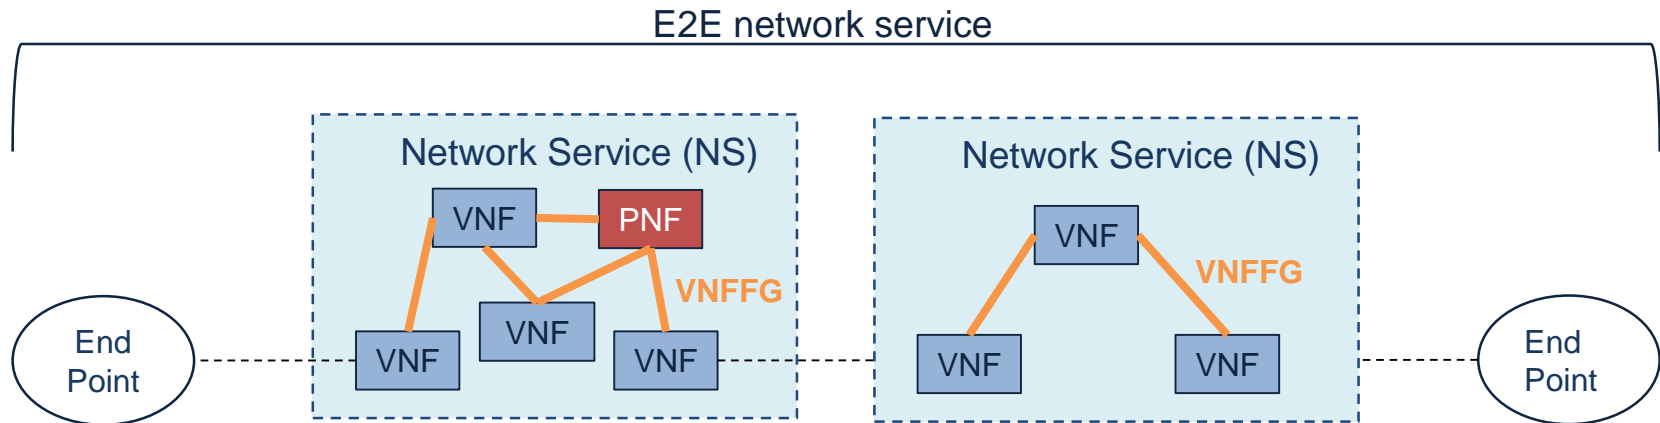 E2E network service
Network Service (NS)
VNF
PNF
VNFFG
VNF
VNF
VNF
Network Service (NS)
VNF
VNFFG
VNF
VNF
End
Point
End
Point